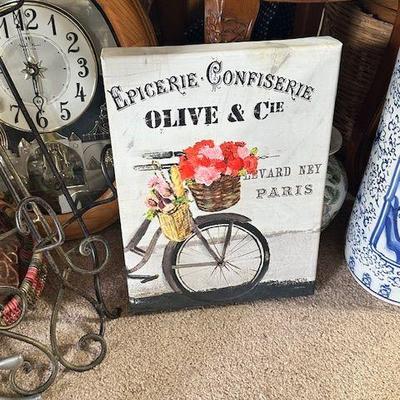 EPICERIE · CONFISERIE
OLIVE & CIE
EVARD NEY
PARIS